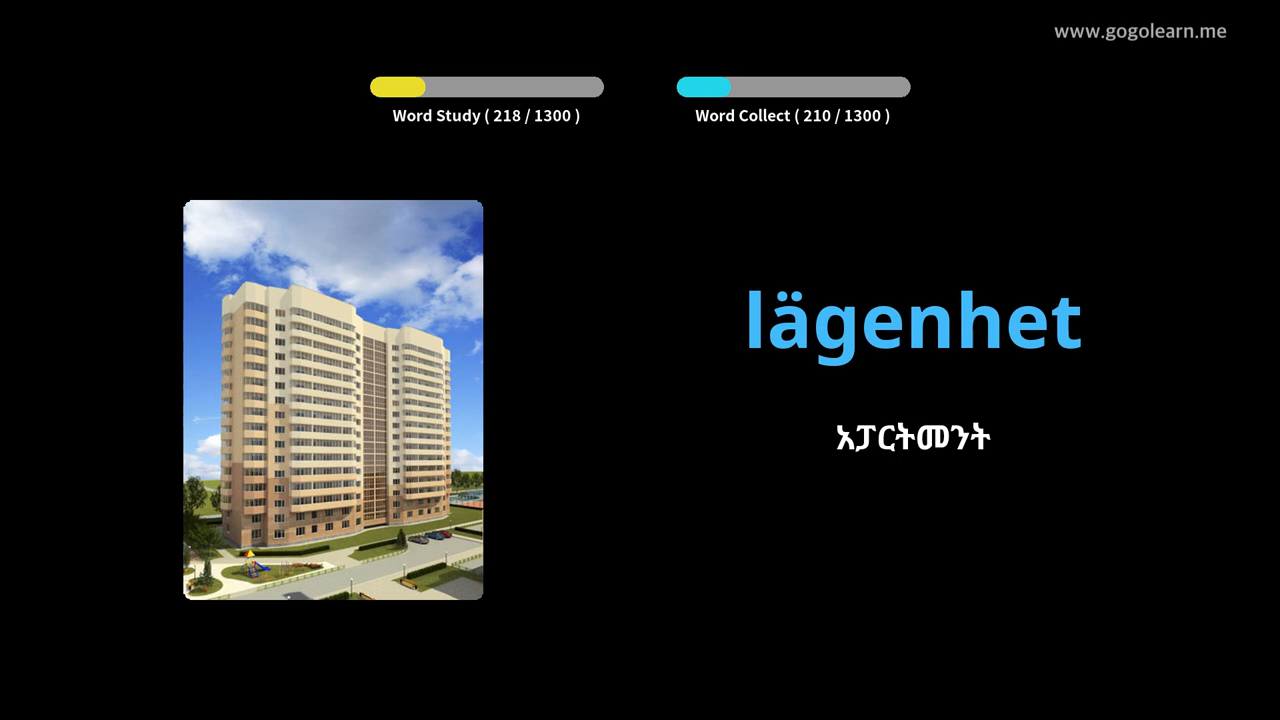 www.gogolearn.me
Word Study ( 218 / 1300 )
Word Collect ( 210 / 1300 )
lägenhet
አፓርትመንት